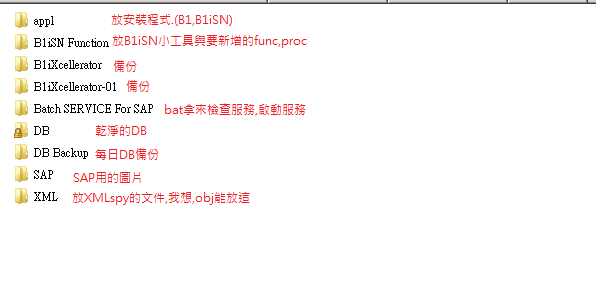 appl 放安裝程式.(B1,B1iSN)
B1iSN Function 放B1iSN小工具與要新增的func,proc
B1iXcellerator 備份
B1iXcellerator-01 備份
Batch SERVICE For SAP bat拿來檢查服務,啟動服務
DB 乾淨的DB
DB Backup 每日DB備份
SAP SAP用的圖片
XML 放XMLspy的文件,我想,obj能放這